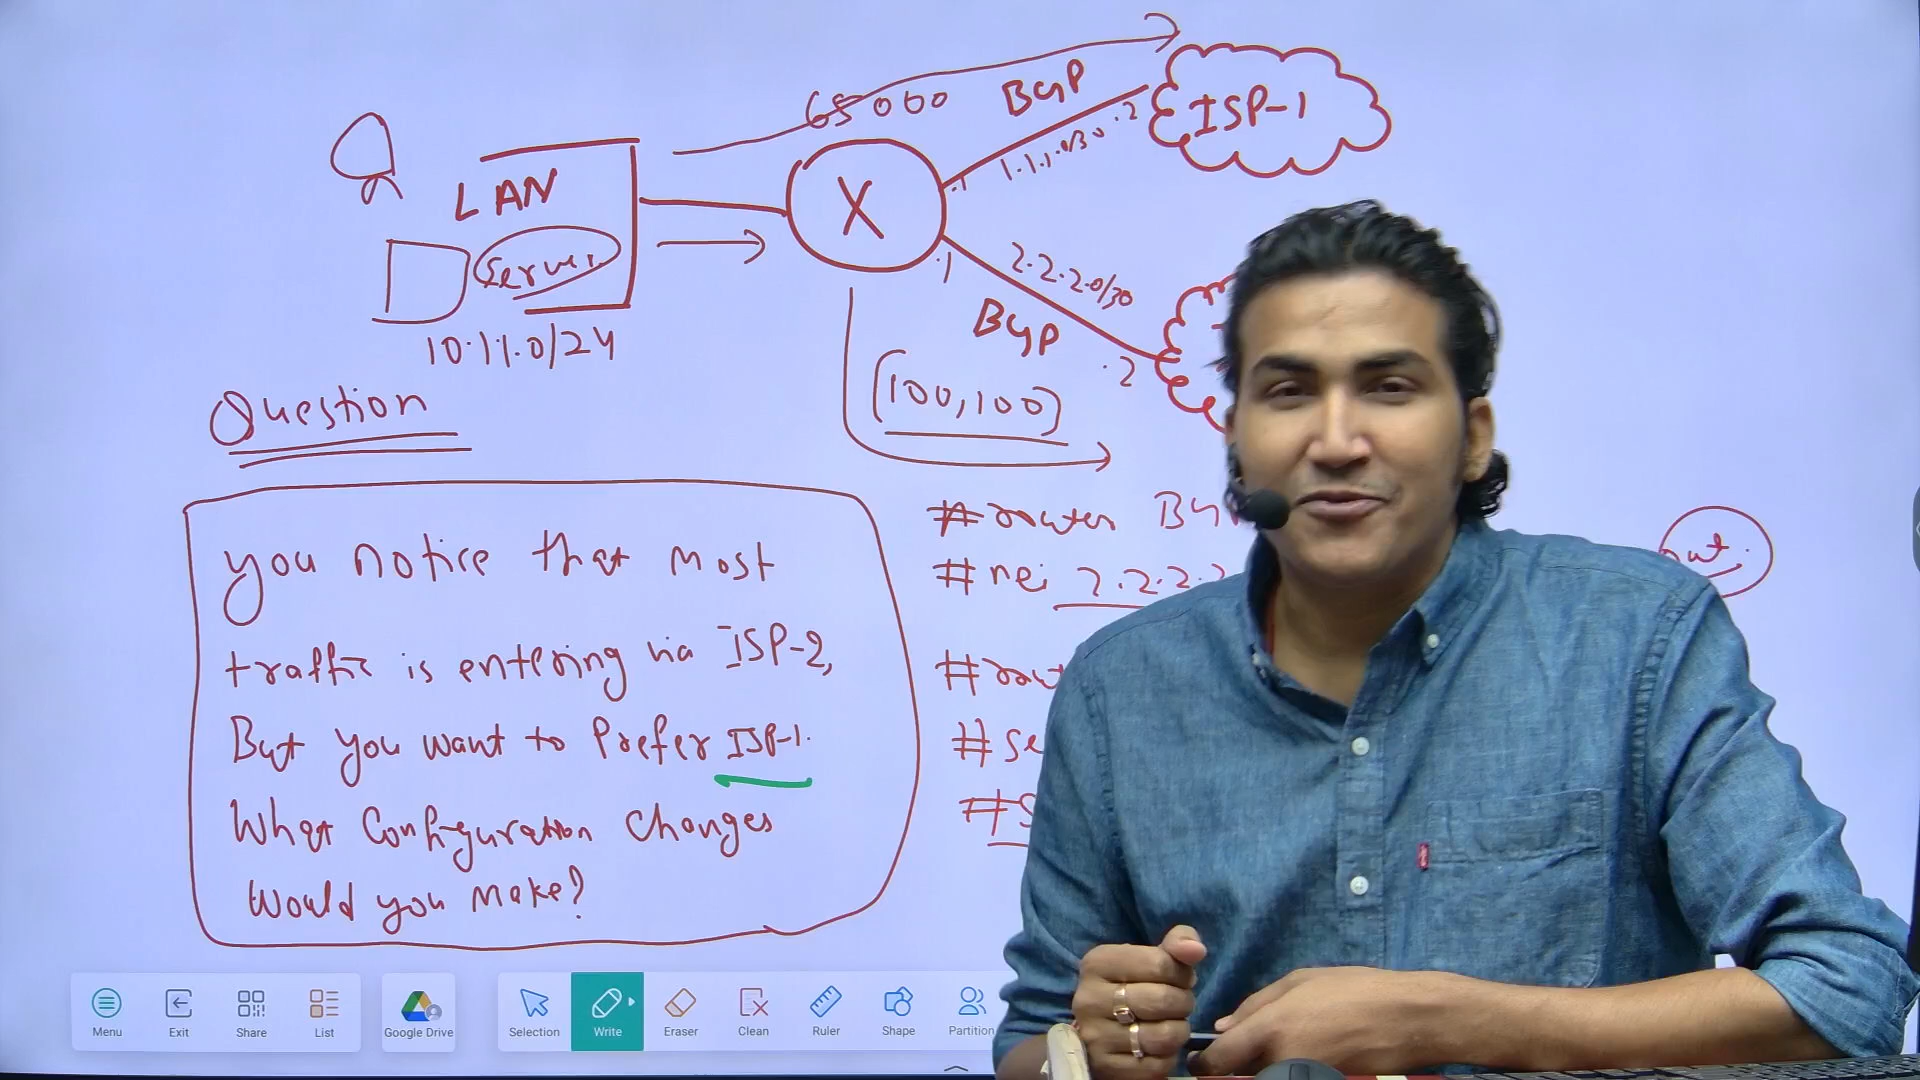 65000
BGP
ISP-1
1.1.1.0/30
.2
.1
LAN
X
Server
10.1.1.0/24
.1
2.2.2.0/30
BGP
.2
(100,100)
Question
you notice that most
traffic is entering via ISP-2,
But you want to Prefer ISP-1.
What Configuration changes
Would you make?
#router
#nei 2.2.2.2
out
Menu
Exit
Share
List
Google Drive
Selection
Write
Eraser
Clean
Ruler
Shape
Partition